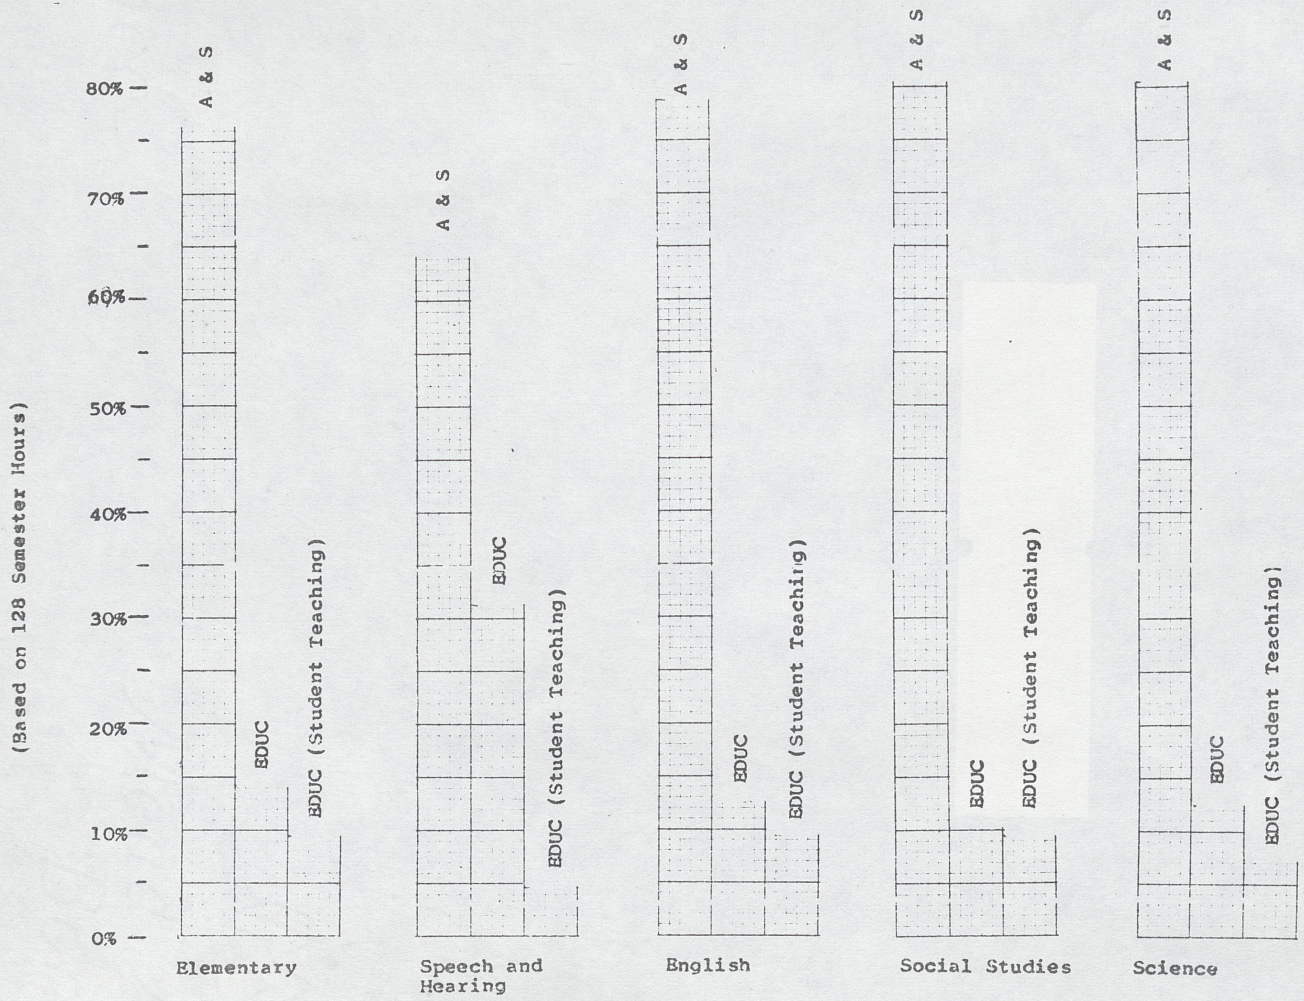 (Based on 128 Semester Hours)
80%
70%
60%
50%
40%
30%
20%
10%
0%
A & S
EDUC
EDUC (Student Teaching)
Elementary
A & S
EDUC
EDUC (Student Teaching)
Speech and
Hearing
A & S
EDUC
EDUC (Student Teaching)
English
A & S
EDUC
EDUC (Student Teaching)
Social Studies
A & S
EDUC
EDUC (Student Teaching)
Science